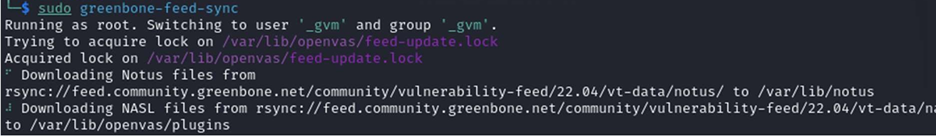 └─$ sudo greenbone-feed-sync
Running as root. Switching to user '_gvm' and group '_gvm'.
Trying to acquire lock on /var/lib/openvas/feed-update.lock
Acquired lock on /var/lib/openvas/feed-update.lock
⠋ Downloading Notus files from
rsync://feed.community.greenbone.net/community/vulnerability-feed/22.04/vt-data/notus/ to /var/lib/notus
⠼ Downloading NASL files from rsync://feed.community.greenbone.net/community/vulnerability-feed/22.04/vt-data/na
to /var/lib/openvas/plugins